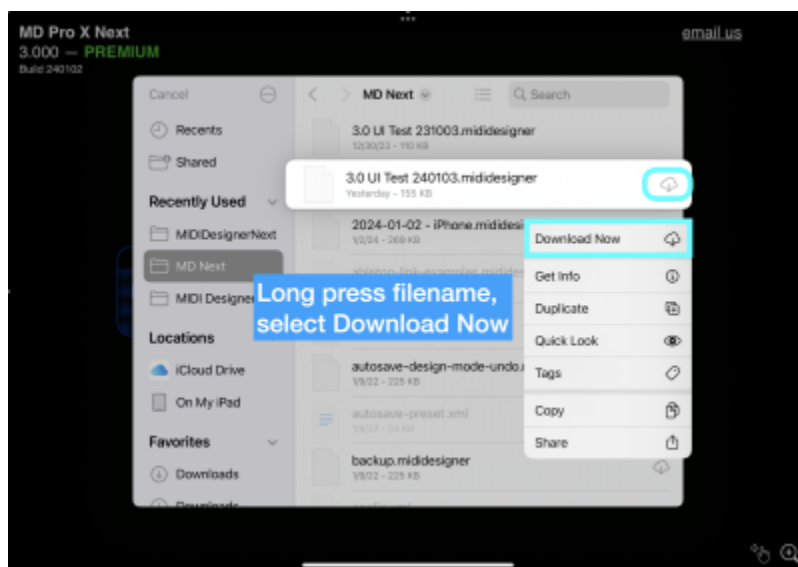 MD Pro X Next
3.000 — PREMIUM
Build 240102
email us
Cancel
MD Next
Search
Recents
Shared
Recently Used
MIDIDesignerNext
MD Next
MIDI Designer
Locations
iCloud Drive
On My iPad
Favorites
Downloads
3.0 UI Test 231003.mididesigner
12/30/23 - 110 KB
3.0 UI Test 240103.mididesigner
Yesterday - 155 KB
2024-01-02 - iPhone.midides
1/2/24 - 269 KB
Long press filename,
select Download Now
autosave-design-mode-undo.
1/9/22 - 225 KB
autosave-preset.xml
backup.mididesigner
1/9/22 - 225 KB
Download Now
Get Info
Duplicate
Quick Look
Tags
Copy
Share